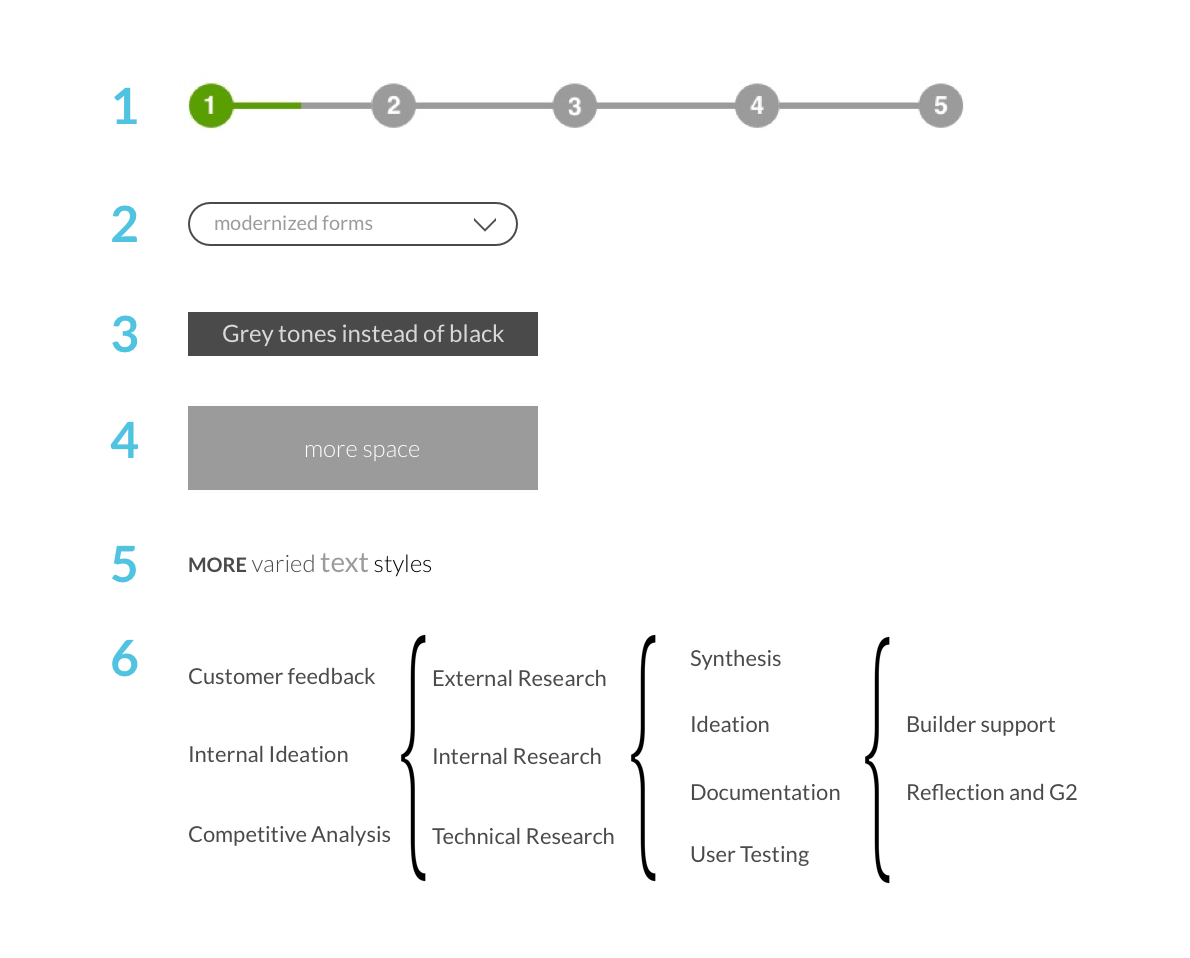 1 1 2 3 4 5
2 modernized forms
3 Grey tones instead of black
4 more space
5 MORE varied text styles
6
Customer feedback External Research Synthesis
Internal Ideation Internal Research Ideation Builder support
Documentation Reflection and G2
Competitive Analysis Technical Research User Testing